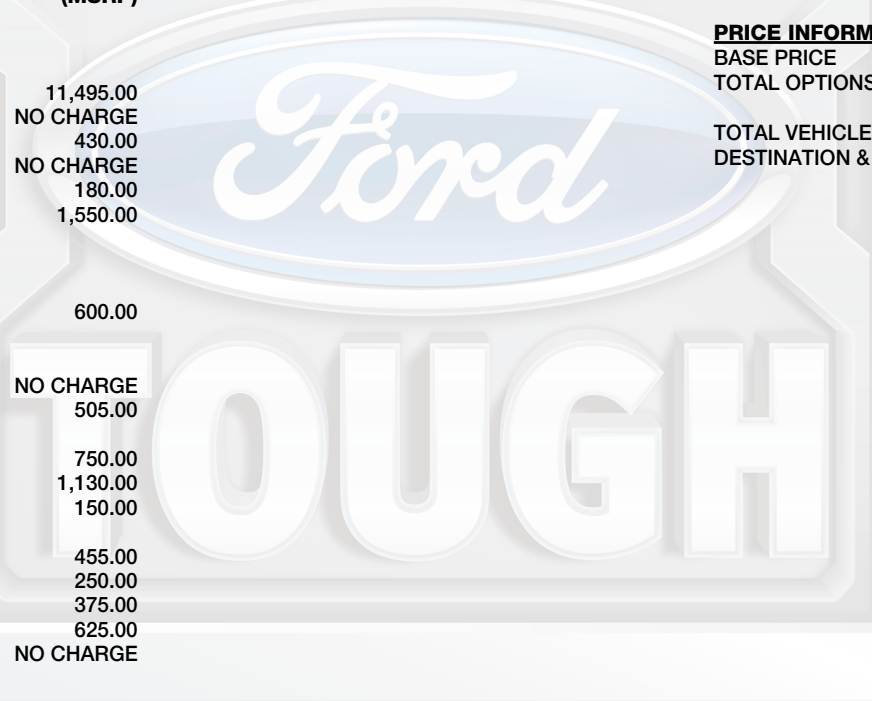 (MSRP)
11,495.00
NO CHARGE
430.00
NO CHARGE
180.00
1,550.00
600.00
NO CHARGE
505.00
750.00
1,130.00
150.00
455.00
250.00
375.00
625.00
NO CHARGE
PRICE INFORM
BASE PRICE
TOTAL OPTIONS
TOTAL VEHICLE
DESTINATION &
Ford
TOUGH